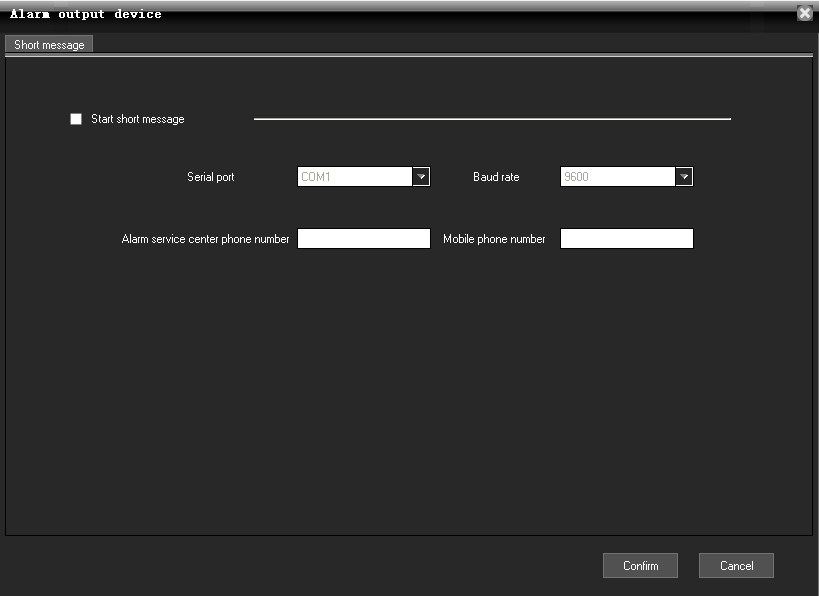 Alarm output device
Short message
Start short message
Serial port COM1 Baud rate 9600
Alarm service center phone number Mobile phone number
Confirm Cancel